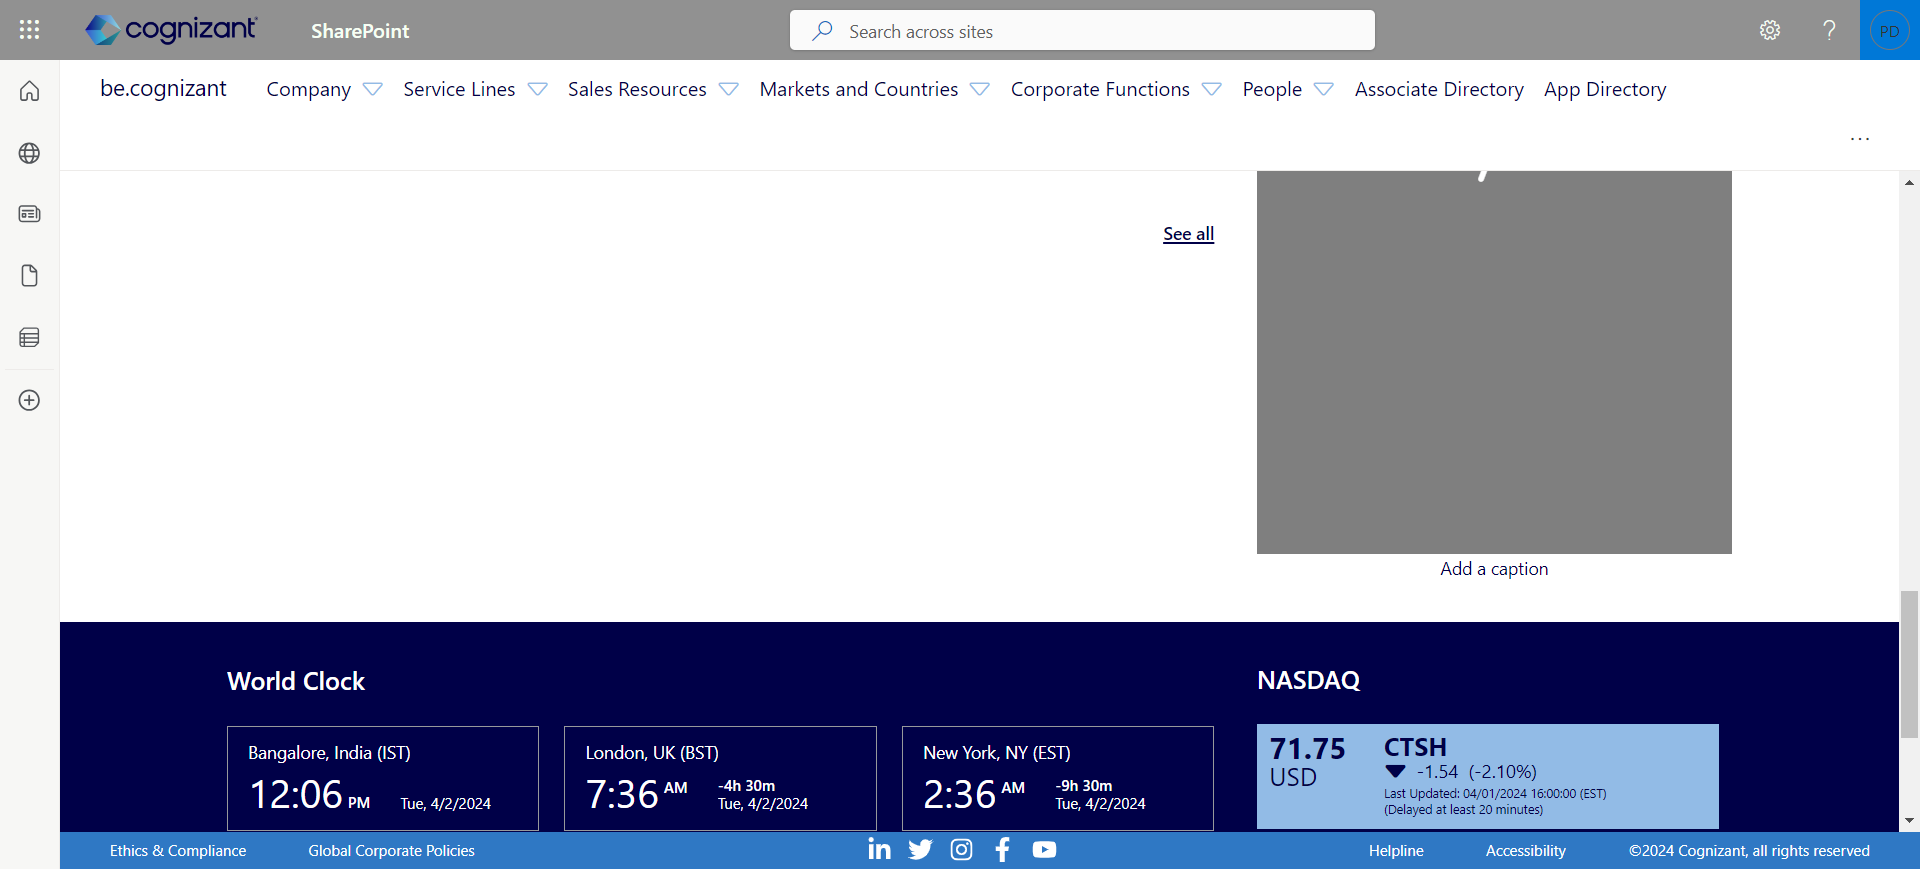 cognizant
SharePoint
Search across sites
PD
be.cognizant
Company
Service Lines
Sales Resources
Markets and Countries
Corporate Functions
People
Associate Directory
App Directory
...
See all
Add a caption
World Clock
NASDAQ
Bangalore, India (IST)
12:06 PM
Tue, 4/2/2024
London, UK (BST)
7:36 AM
-4h 30m
Tue, 4/2/2024
New York, NY (EST)
2:36 AM
-9h 30m
Tue, 4/2/2024
71.75
USD
CTSH
-1.54 (-2.10%)
Last Updated: 04/01/2024 16:00:00 (EST)
(Delayed at least 20 minutes)
Ethics & Compliance
Global Corporate Policies
Helpline
Accessibility
©2024 Cognizant, all rights reserved